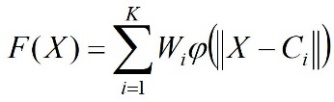 F(X) = \sum_{i=1}^{K} W_i \varphi(\|X - C_i\|)